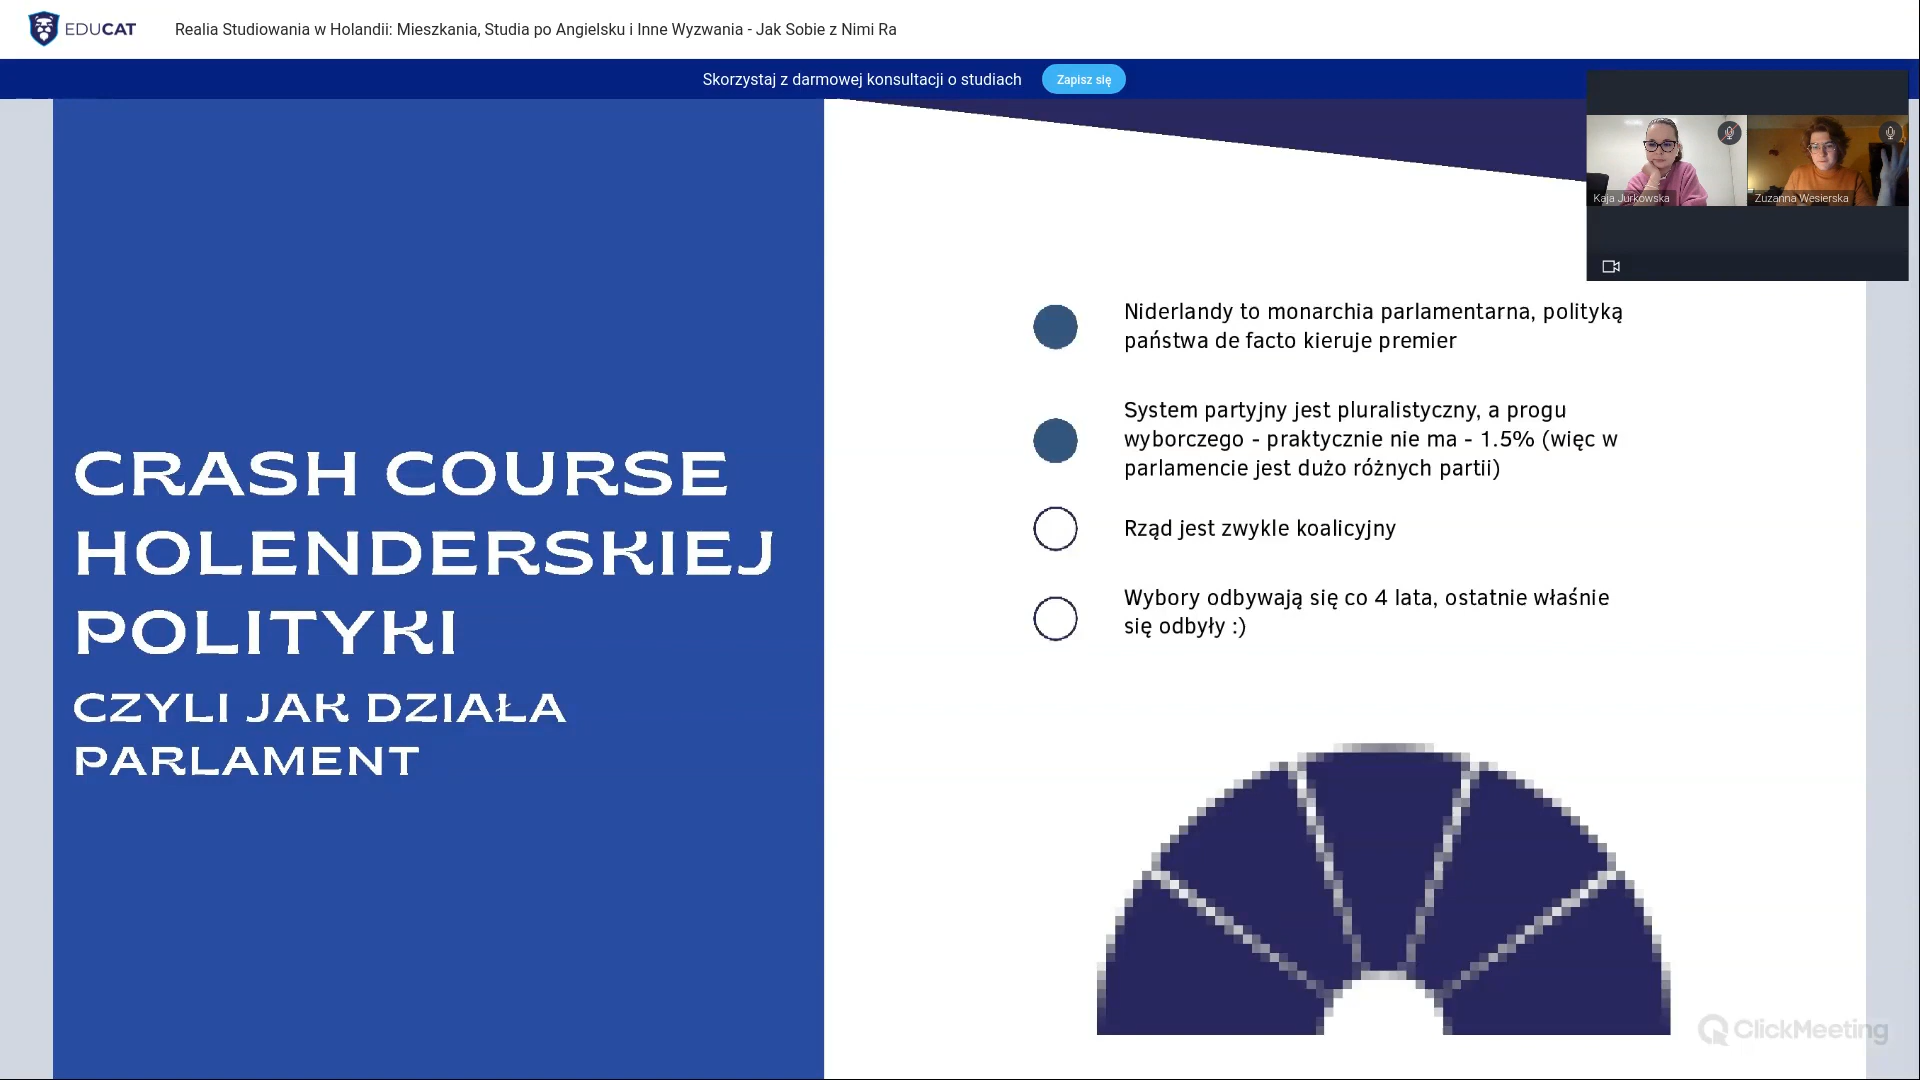 EDUCAT
Realia Studiowania w Holandii: Mieszkania, Studia po Angielsku i Inne Wyzwania - Jak Sobie z Nimi Ra
Skorzystaj z darmowej konsultacji o studiach
Zapisz się
Kaja Jurkowska
Zuzanna Wesierska
CRASH COURSE
HOLENDERSKIEJ
POLITYKI
CZYLI JAK DZIAŁA
PARLAMENT
Niderlandy to monarchia parlamentarna, polityką
państwa de facto kieruje premier
System partyjny jest pluralistyczny, a progu
wyborczego - praktycznie nie ma - 1.5% (więc w
parlamencie jest dużo różnych partii)
Rząd jest zwykle koalicyjny
Wybory odbywają się co 4 lata, ostatnie właśnie
się odbyły :)
ClickMeeting